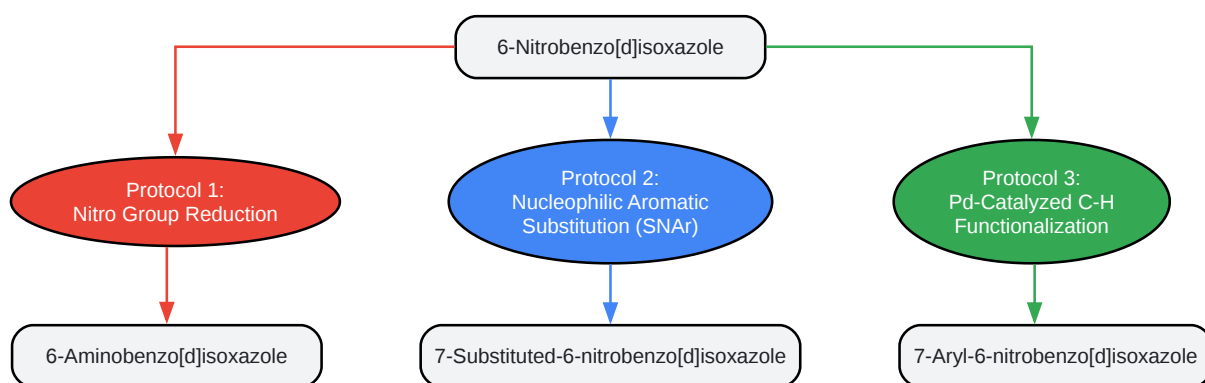 6-Nitrobenzo[d]isoxazole
Protocol 1:
Nitro Group Reduction
Protocol 2:
Nucleophilic Aromatic
Substitution (SNAr)
Protocol 3:
Pd-Catalyzed C-H
Functionalization
6-Aminobenzo[d]isoxazole
7-Substituted-6-nitrobenzo[d]isoxazole
7-Aryl-6-nitrobenzo[d]isoxazole